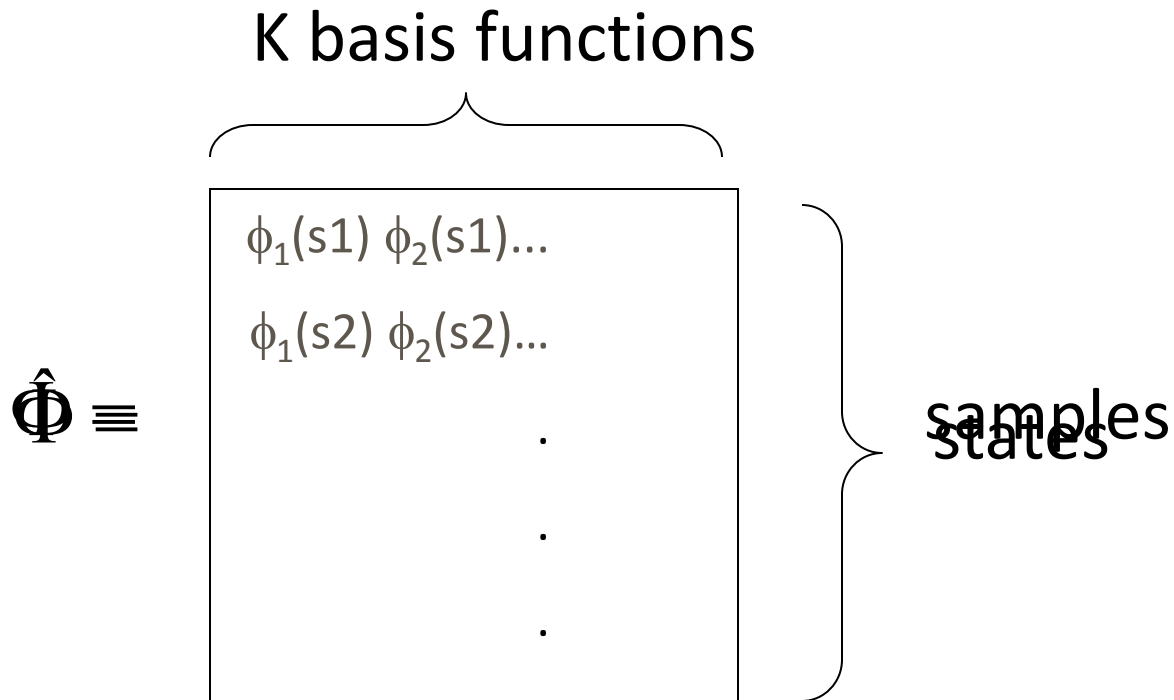 K basis functions
ϕ₁(s1) ϕ₂(s1)...
ϕ₁(s2) ϕ₂(s2)...
Φ̂ =
samples
states
.
.
.